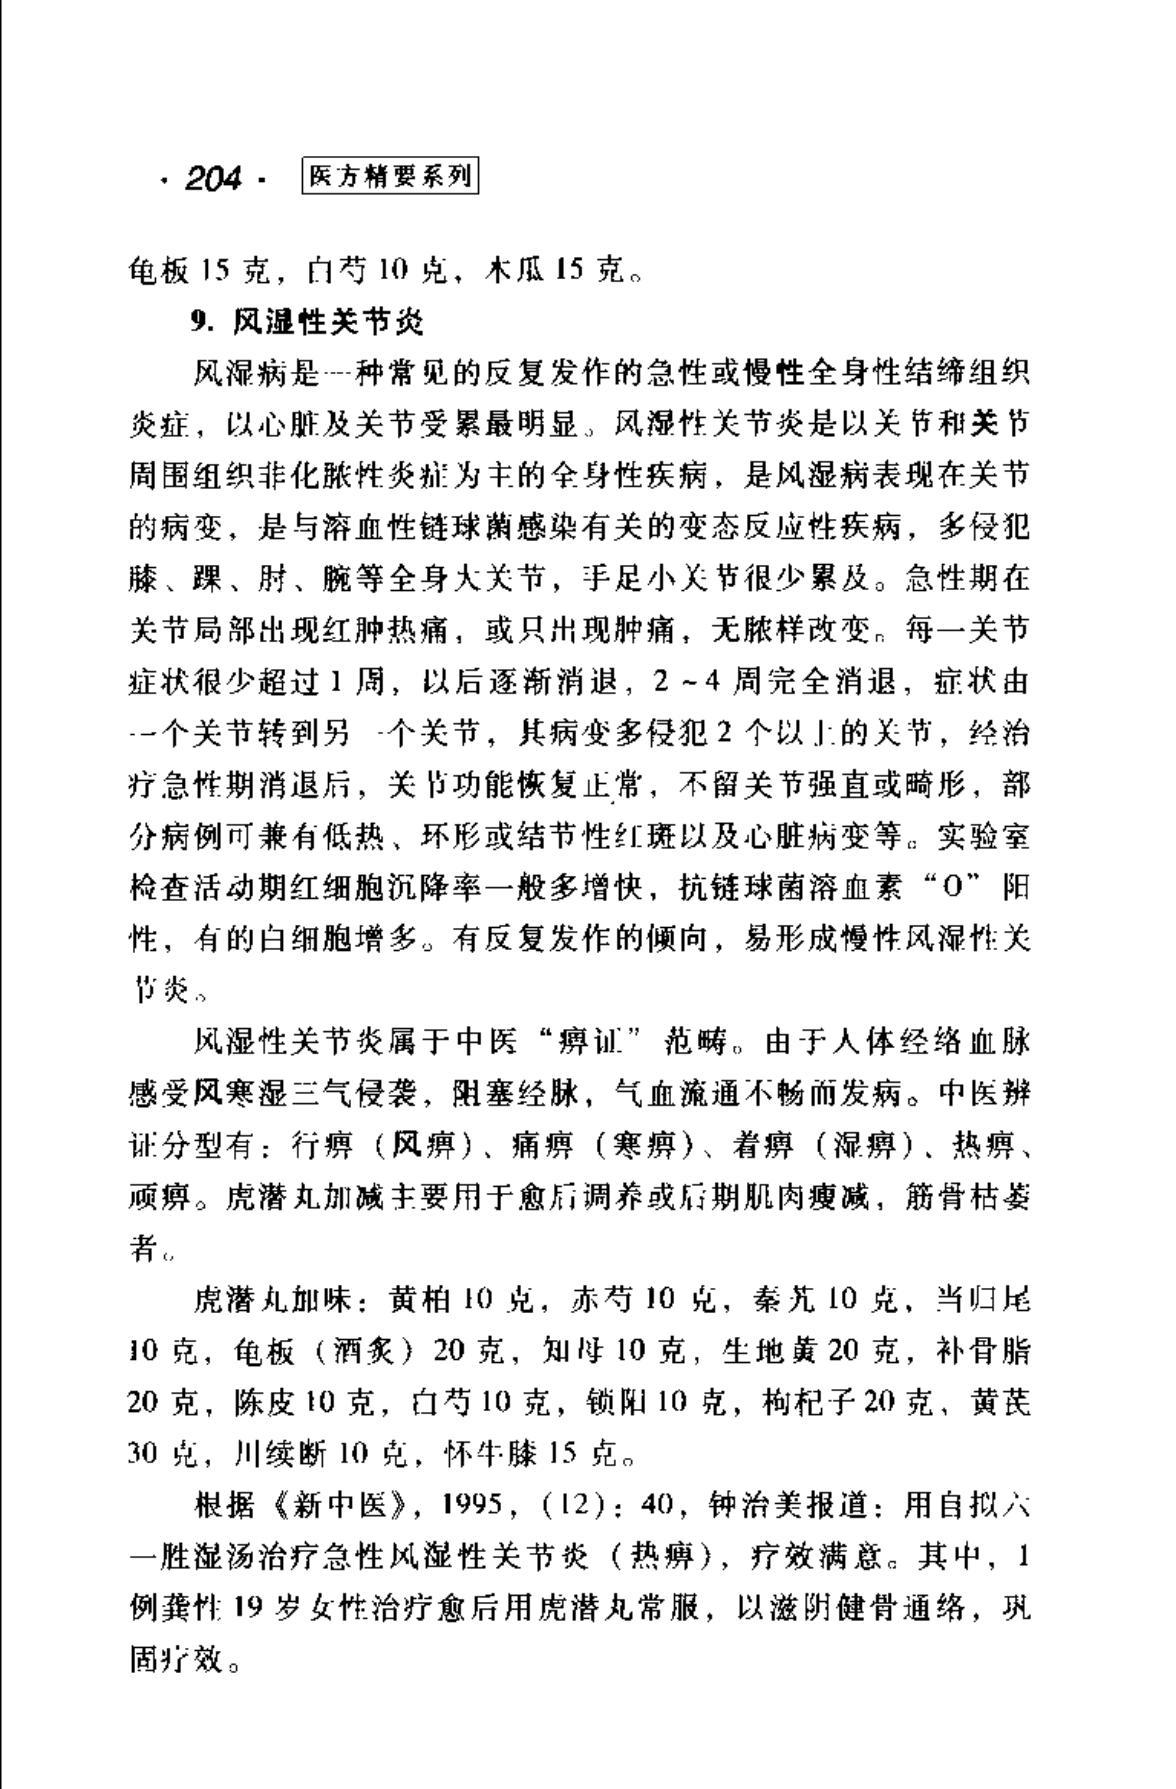 · 204 · 医方精要系列
龟板 15 克，白芍 10 克，木瓜 15 克。
9. 风湿性关节炎
风湿病是一种常见的反复发作的急性或慢性全身性结缔组织
炎症，以心脏及关节受累最明显。风湿性关节炎是以关节和关节
周围组织非化脓性炎症为主的全身性疾病，是风湿病表现在关节
的病变，是与溶血性链球菌感染有关的变态反应性疾病，多侵犯
膝、踝、肘、腕等全身大关节，手足小关节很少累及。急性期在
关节局部出现红肿热痛，或只出现肿痛，无脓样改变。每一关节
症状很少超过 1 周，以后逐渐消退，2～4 周完全消退，症状由
一个关节转到另一个关节，其病变多侵犯 2 个以上的关节，经治
疗急性期消退后，关节功能恢复正常，不留关节强直或畸形，部
分病例可兼有低热、环形或结节性红斑以及心脏病变等。实验室
检查活动期红细胞沉降率一般多增快，抗链球菌溶血素“O”阳
性，有的白细胞增多。有反复发作的倾向，易形成慢性风湿性关
节炎。
风湿性关节炎属于中医“痹证”范畴。由于人体经络血脉
感受风寒湿三气侵袭，阻塞经脉，气血流通不畅而发病。中医辨
证分型有：行痹（风痹）、痛痹（寒痹）、着痹（湿痹）、热痹、
顽痹。虎潜丸加减主要用于愈后调养或后期肌肉瘦减，筋骨枯萎
者。
虎潜丸加味：黄柏 10 克，赤芍 10 克，秦艽 10 克，当归尾
10 克，龟板（酒炙）20 克，知母 10 克，生地黄 20 克，补骨脂
20 克，陈皮 10 克，白芍 10 克，锁阳 10 克，枸杞子 20 克，黄芪
30 克，川续断 10 克，怀牛膝 15 克。
根据《新中医》，1995，(12)：40，钟治美报道：用自拟六
一胜湿汤治疗急性风湿性关节炎（热痹），疗效满意。其中，1
例龚性 19 岁女性治疗愈后用虎潜丸常服，以滋阴健骨通络，巩
固疗效。